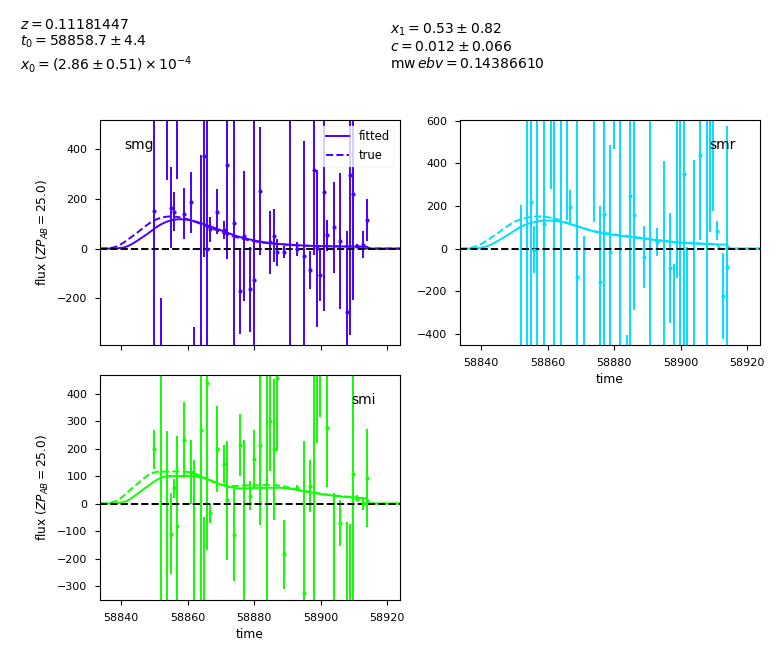 z = 0.11181447
t₀ = 58858.7 ± 4.4
x₀ = (2.86 ± 0.51) × 10⁻⁴
x₁ = 0.53 ± 0.82
c = 0.012 ± 0.066
mw ebv = 0.14386610
smg
fitted
true
400
200
0
−200
flux (ZP_AB = 25.0)
smr
600
400
200
0
−200
−400
58840 58860 58880 58900 58920
time
smi
400
300
200
100
0
−100
−200
−300
flux (ZP_AB = 25.0)
58840 58860 58880 58900 58920
time